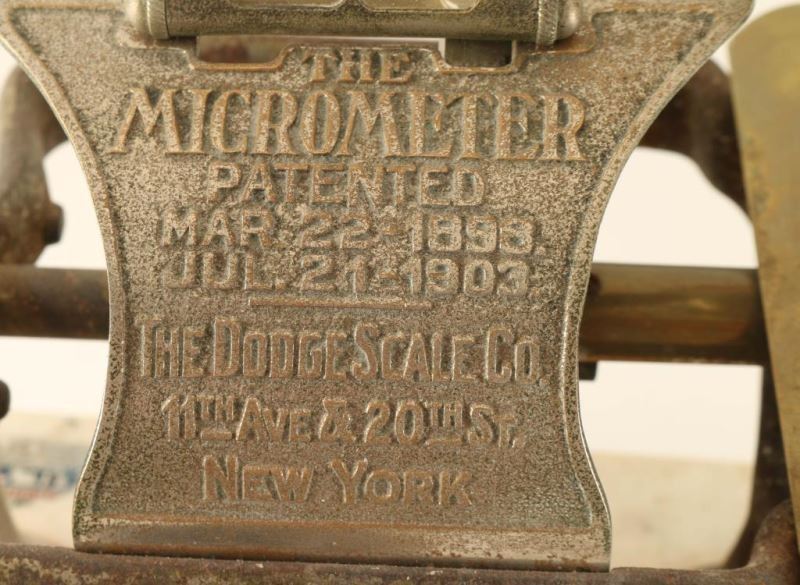 THE
MICROMETER
PATENTED
MAR. 22-1898.
JUL. 21-1903.
THE DODGE SCALE CO.
11TH AVE & 20TH ST.
NEW YORK